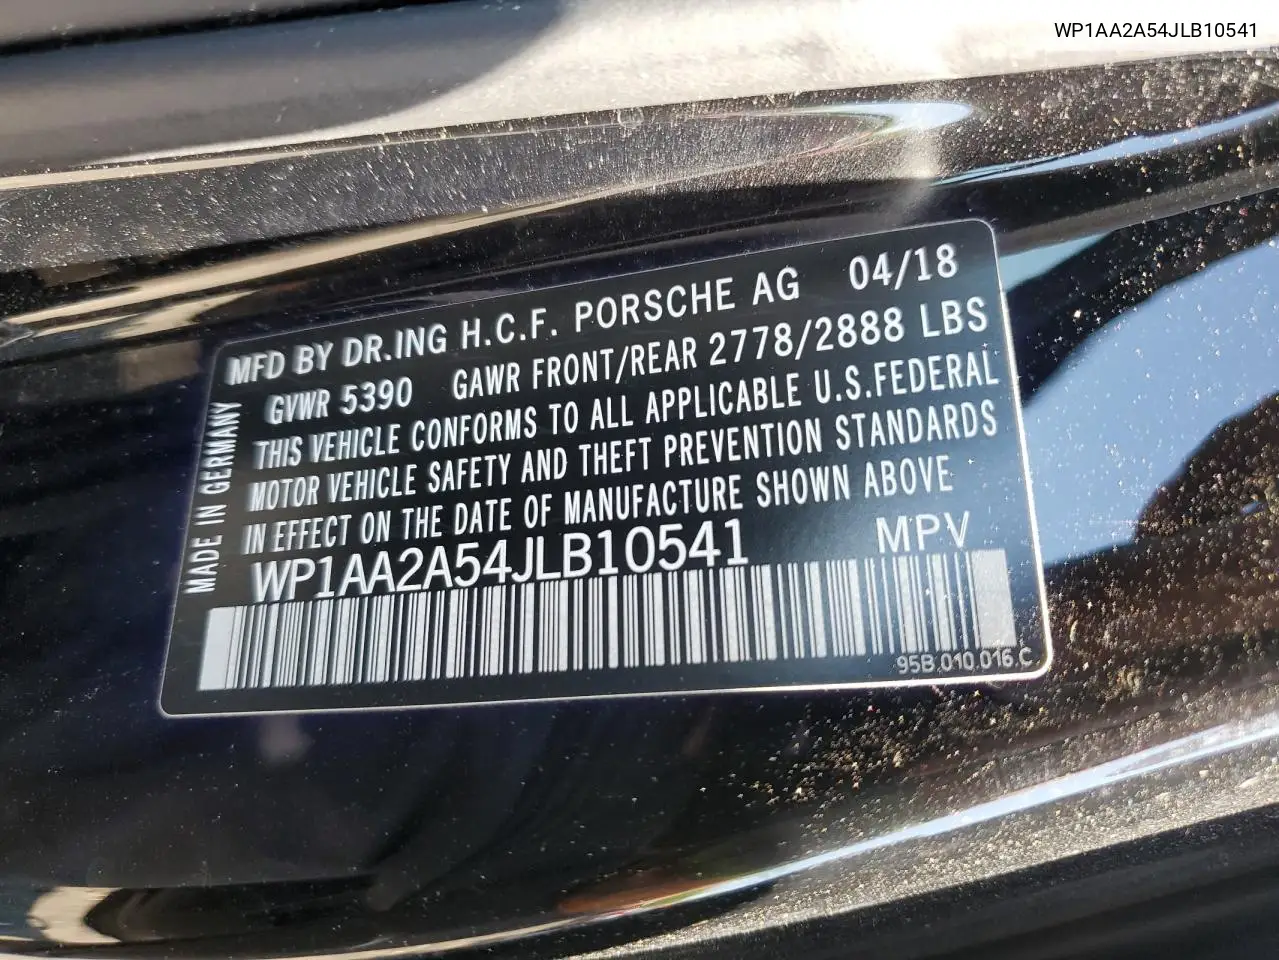 WP1AA2A54JLB10541
MFD BY DR.ING H.C.F. PORSCHE AG 04/18
GVWR 5390 GAWR FRONT/REAR 2778/2888 LBS
THIS VEHICLE CONFORMS TO ALL APPLICABLE U.S.FEDERAL
MOTOR VEHICLE SAFETY AND THEFT PREVENTION STANDARDS
IN EFFECT ON THE DATE OF MANUFACTURE SHOWN ABOVE
MADE IN GERMANY
WP1AA2A54JLB10541 MPV
95B.010.016.C